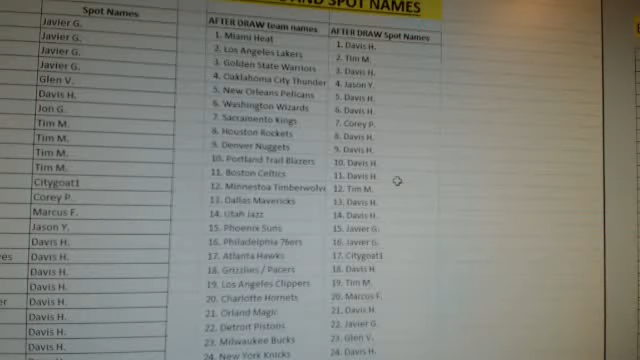 AND SPOT NAMES
Spot Names
Javier G.
Javier G.
Javier G.
Javier G.
Glen V.
Davis H.
Jon G.
Tim M.
Tim M.
Tim M.
Tim M.
Citygoat1
Corey P.
Marcus F.
Jason Y.
Davis H.
Davis H.
Davis H.
Davis H.
Davis H.
Davis H.
Davis H.
Davis H.
AFTER DRAW team names AFTER DRAW Spot Names
1. Miami Heat 1. Davis H.
2. Los Angeles Lakers 2. Tim M.
3. Golden State Warriors 3. Davis H.
4. Oaklahoma City Thunder 4. Jason Y.
5. New Orleans Pelicans 5. Davis H.
6. Washington Wizards 6. Davis H.
7. Sacramento Kings 7. Corey P.
8. Houston Rockets 8. Davis H.
9. Denver Nuggets 9. Davis H.
10. Portland Trail Blazers 10. Davis H.
11. Boston Celtics 11. Davis H.
12. Minnestoa Timberwolve 12. Tim M.
13. Dallas Mavericks 13. Davis H.
14. Utah Jazz 14. Davis H.
15. Phoenix Suns 15. Javier G.
16. Philadelphia 76ers 16. Javier G.
17. Atlanta Hawks 17. Citygoat1
18. Grizzlies / Pacers 18. Davis H.
19. Los Angeles Clippers 19. Tim M.
20. Charlotte Hornets 20. Marcus F.
21. Orland Magic 21. Davis H.
22. Detroit Pistons 22. Javier G.
23. Milwaukee Bucks 23. Glen V.
24. New York Knicks 24. Davis H.